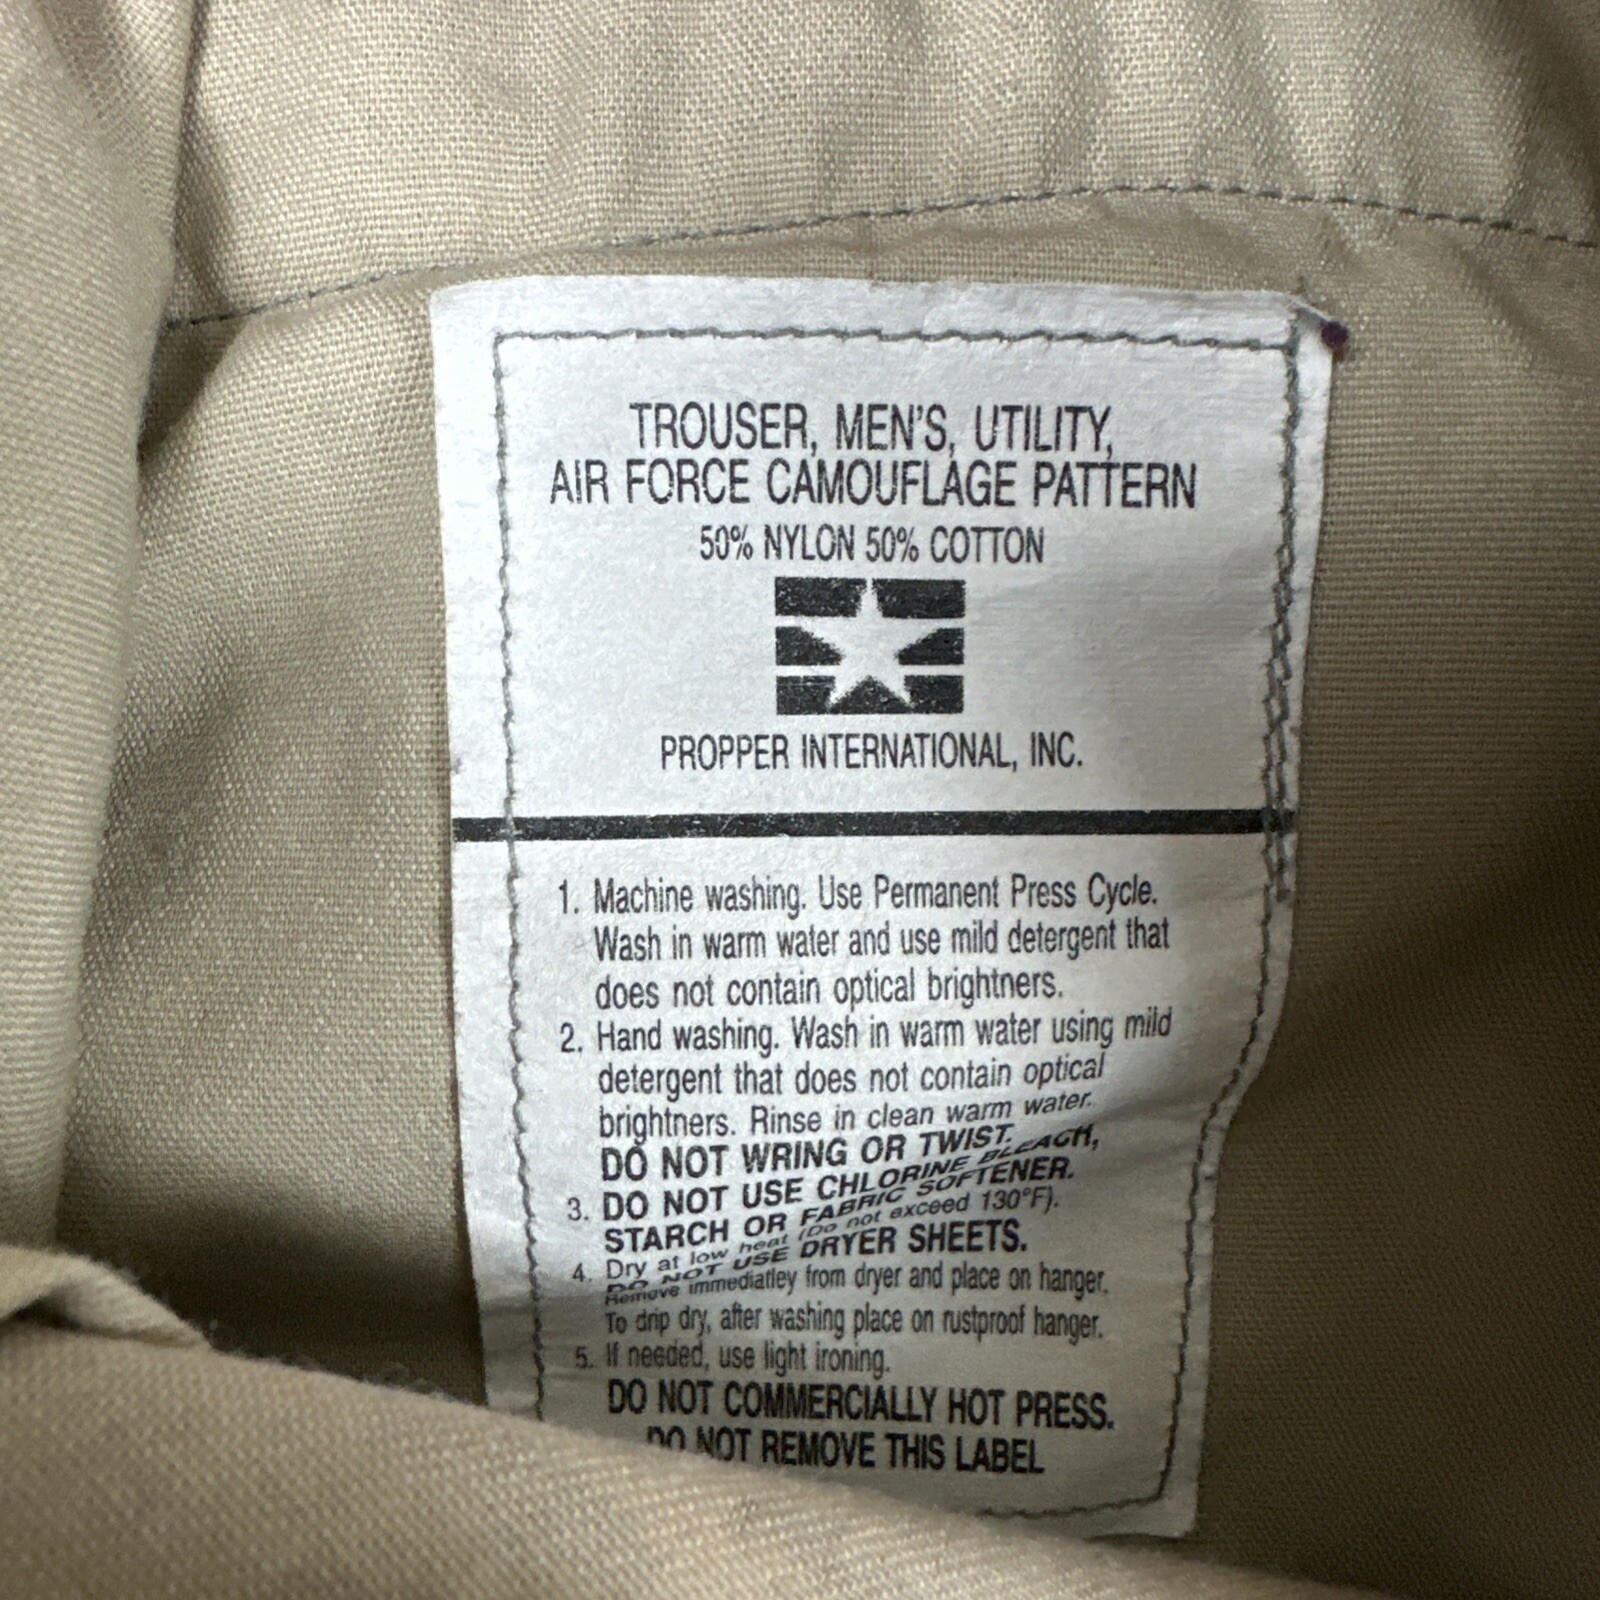 TROUSER, MEN'S, UTILITY,
AIR FORCE CAMOUFLAGE PATTERN
50% NYLON 50% COTTON
PROPPER INTERNATIONAL, INC.
1. Machine washing. Use Permanent Press Cycle.
Wash in warm water and use mild detergent that
does not contain optical brightners.
2. Hand washing. Wash in warm water using mild
detergent that does not contain optical
brightners. Rinse in clean warm water.
DO NOT WRING OR TWIST.
3. DO NOT USE CHLORINE BLEACH,
STARCH OR FABRIC SOFTENER.
4. Dry at low heat (Do not exceed 130°F).
DO NOT USE DRYER SHEETS.
Remove immediatley from dryer and place on hanger.
To drip dry, after washing place on rustproof hanger.
5. If needed, use light ironing.
DO NOT COMMERCIALLY HOT PRESS.
DO NOT REMOVE THIS LABEL